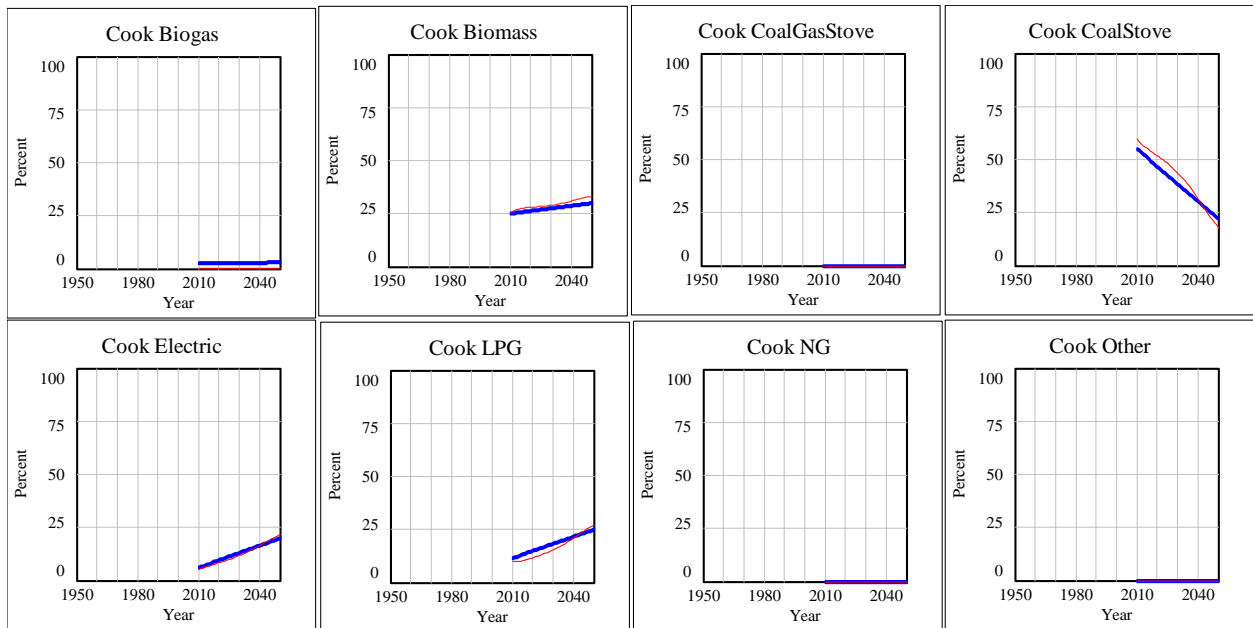 Cook Biogas
100
75
50
25
0
Percent
1950 1980 2010 2040
Year
Cook Biomass
100
75
50
25
0
Percent
1950 1980 2010 2040
Year
Cook CoalGasStove
100
75
50
25
0
Percent
1950 1980 2010 2040
Year
Cook CoalStove
100
75
50
25
0
Percent
1950 1980 2010 2040
Year
Cook Electric
100
75
50
25
0
Percent
1950 1980 2010 2040
Year
Cook LPG
100
75
50
25
0
Percent
1950 1980 2010 2040
Year
Cook NG
100
75
50
25
0
Percent
1950 1980 2010 2040
Year
Cook Other
100
75
50
25
0
Percent
1950 1980 2010 2040
Year